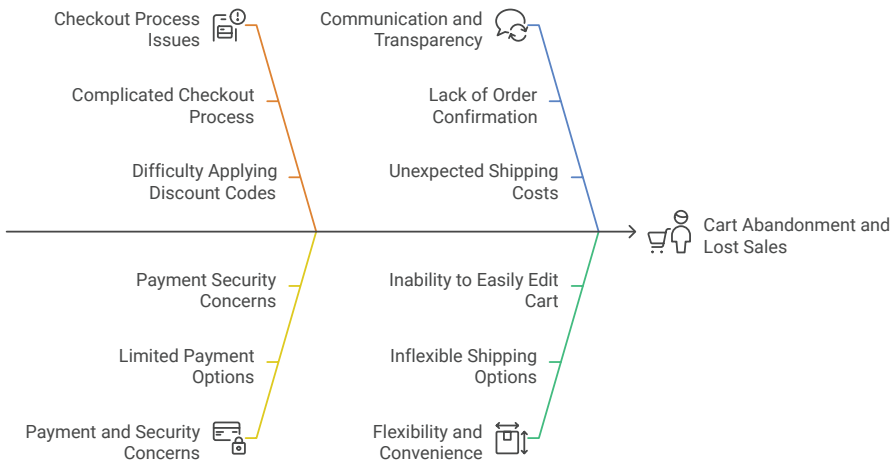 Checkout Process
Issues
Complicated Checkout
Process
Difficulty Applying
Discount Codes
Communication and
Transparency
Lack of Order
Confirmation
Unexpected Shipping
Costs
Cart Abandonment and
Lost Sales
Payment Security
Concerns
Limited Payment
Options
Payment and Security
Concerns
Inability to Easily Edit
Cart
Inflexible Shipping
Options
Flexibility and
Convenience